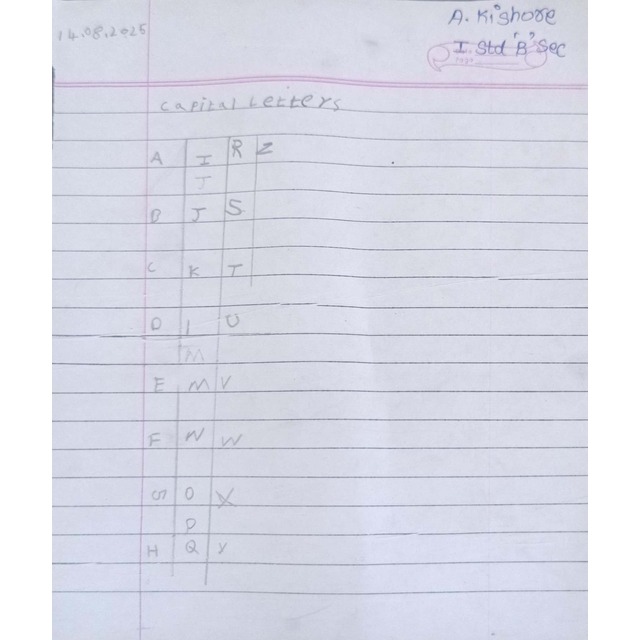 14.08.2025
A. Kishore
I Std 'B' Sec
Capital Letters
A I R Z
J
B J S
C K T
D l U
M
E M V
F N W
G O X
P
H Q Y